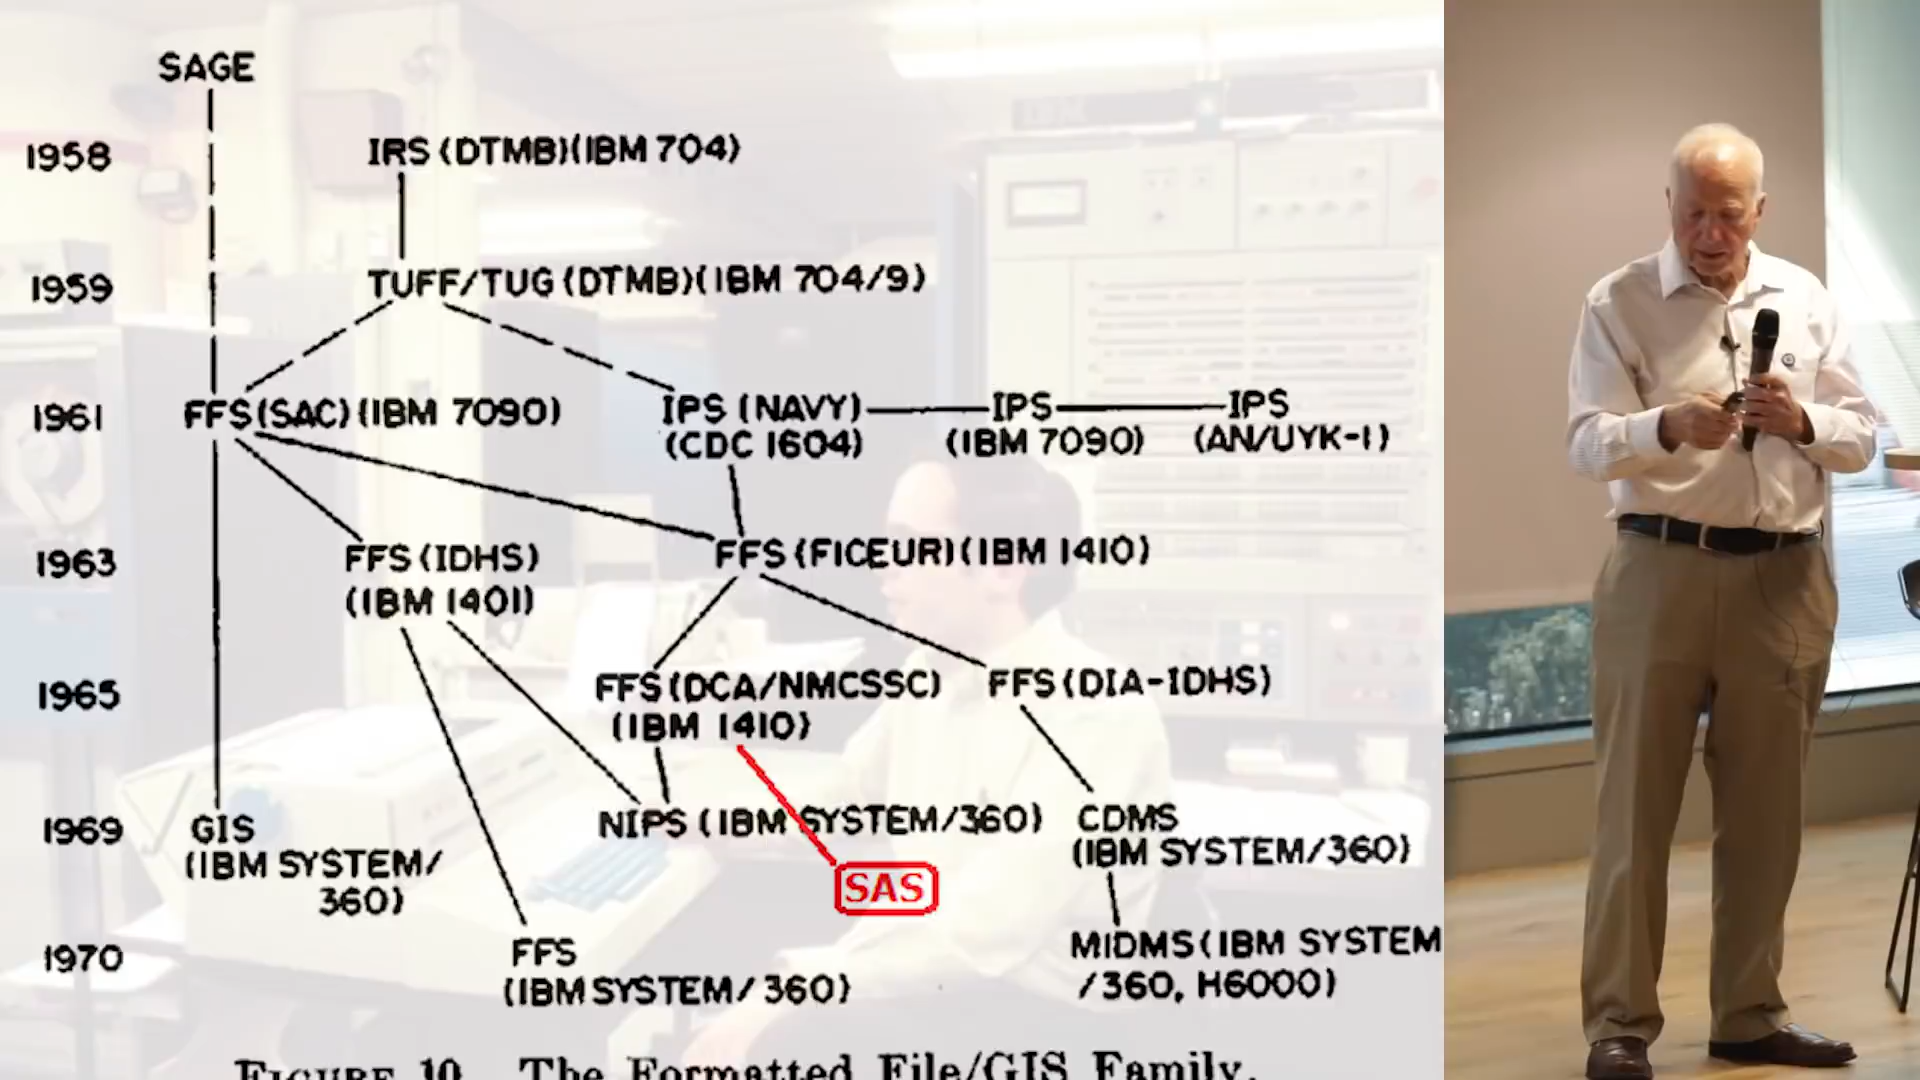 SAGE
1958 IRS (DTMB)(IBM 704)
1959 TUFF/TUG (DTMB)(IBM 704/9)
1961 FFS (SAC) (IBM 7090) IPS (NAVY) IPS IPS
(CDC 1604) (IBM 7090) (AN/UYK-1)
1963 FFS (IDHS) FFS (FICEUR) (IBM 1410)
(IBM 1401)
1965 FFS (DCA/NMCSSC) FFS (DIA-IDHS)
(IBM 1410)
1969 GIS NIPS (IBM SYSTEM/360) CDMS
(IBM SYSTEM/ (IBM SYSTEM/360)
360)
SAS
1970 FFS MIDMS (IBM SYSTEM
(IBM SYSTEM/360) /360, H6000)
FIGURE 10. The Formatted File/GIS Family.